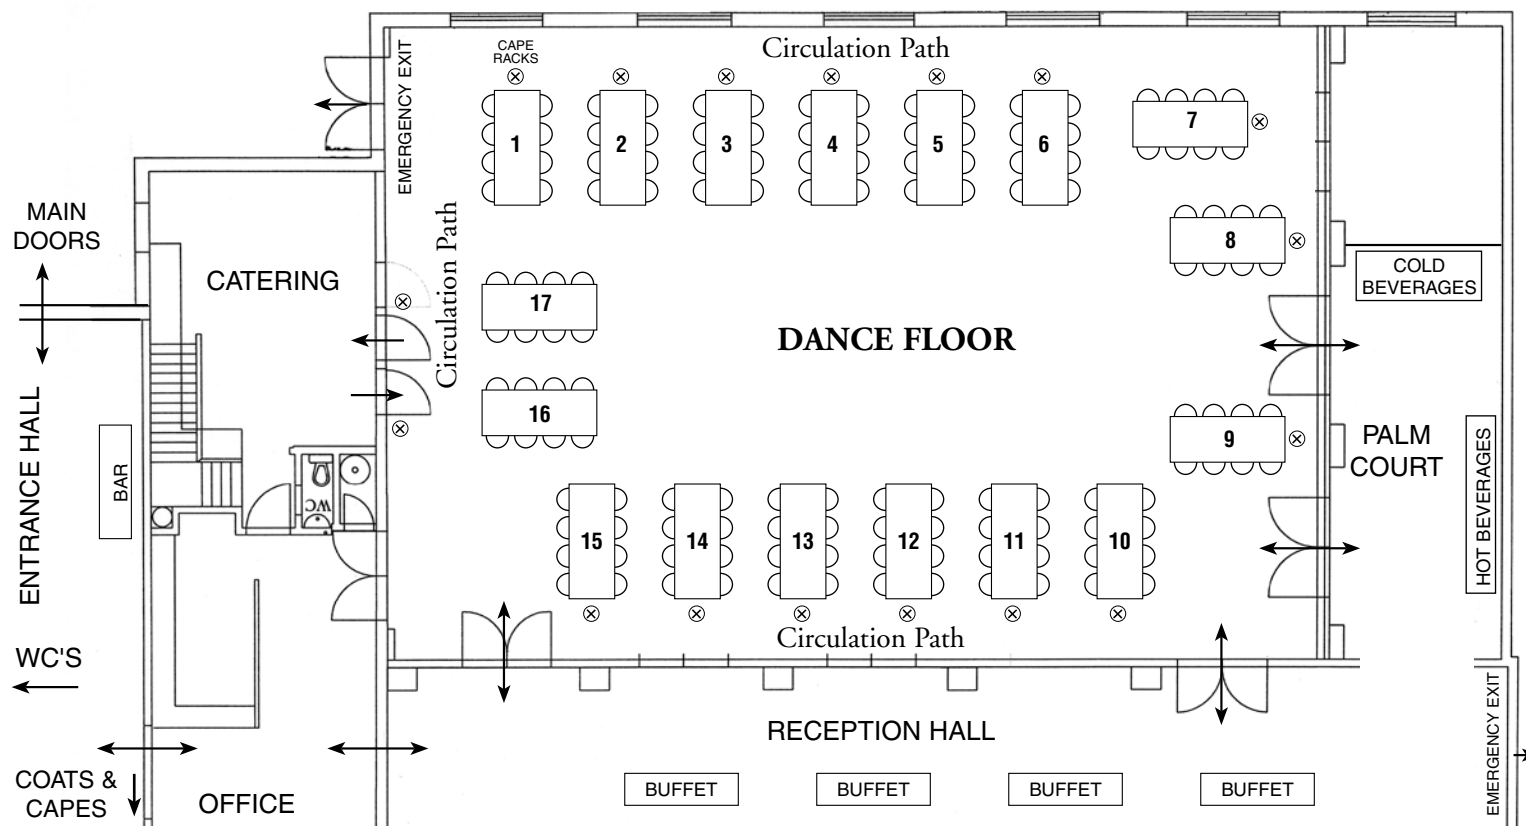 CAPE
RACKS
Circulation Path
EMERGENCY EXIT
1
2
3
4
5
6
7
8
MAIN
DOORS
CATERING
Circulation Path
17
DANCE FLOOR
COLD
BEVERAGES
16
9
ENTRANCE HALL
BAR
WC
PALM
COURT
HOT BEVERAGES
15
14
13
12
11
10
Circulation Path
WC'S
RECEPTION HALL
EMERGENCY EXIT
COATS &
CAPES
OFFICE
BUFFET
BUFFET
BUFFET
BUFFET